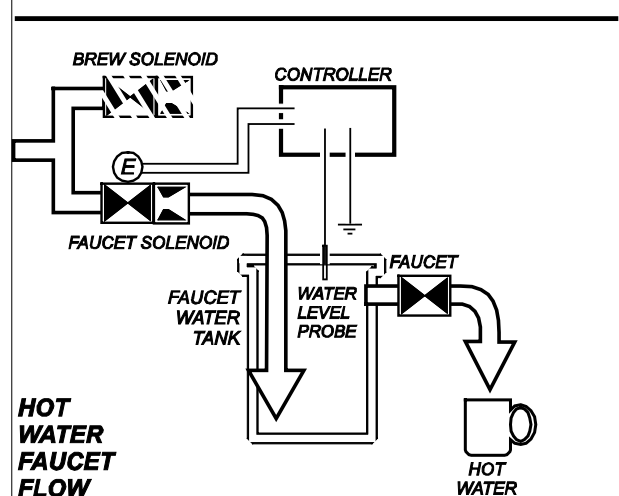 BREW SOLENOID
CONTROLLER
E
FAUCET SOLENOID
FAUCET
WATER
TANK
WATER
LEVEL
PROBE
FAUCET
HOT
WATER
FAUCET
FLOW
HOT
WATER